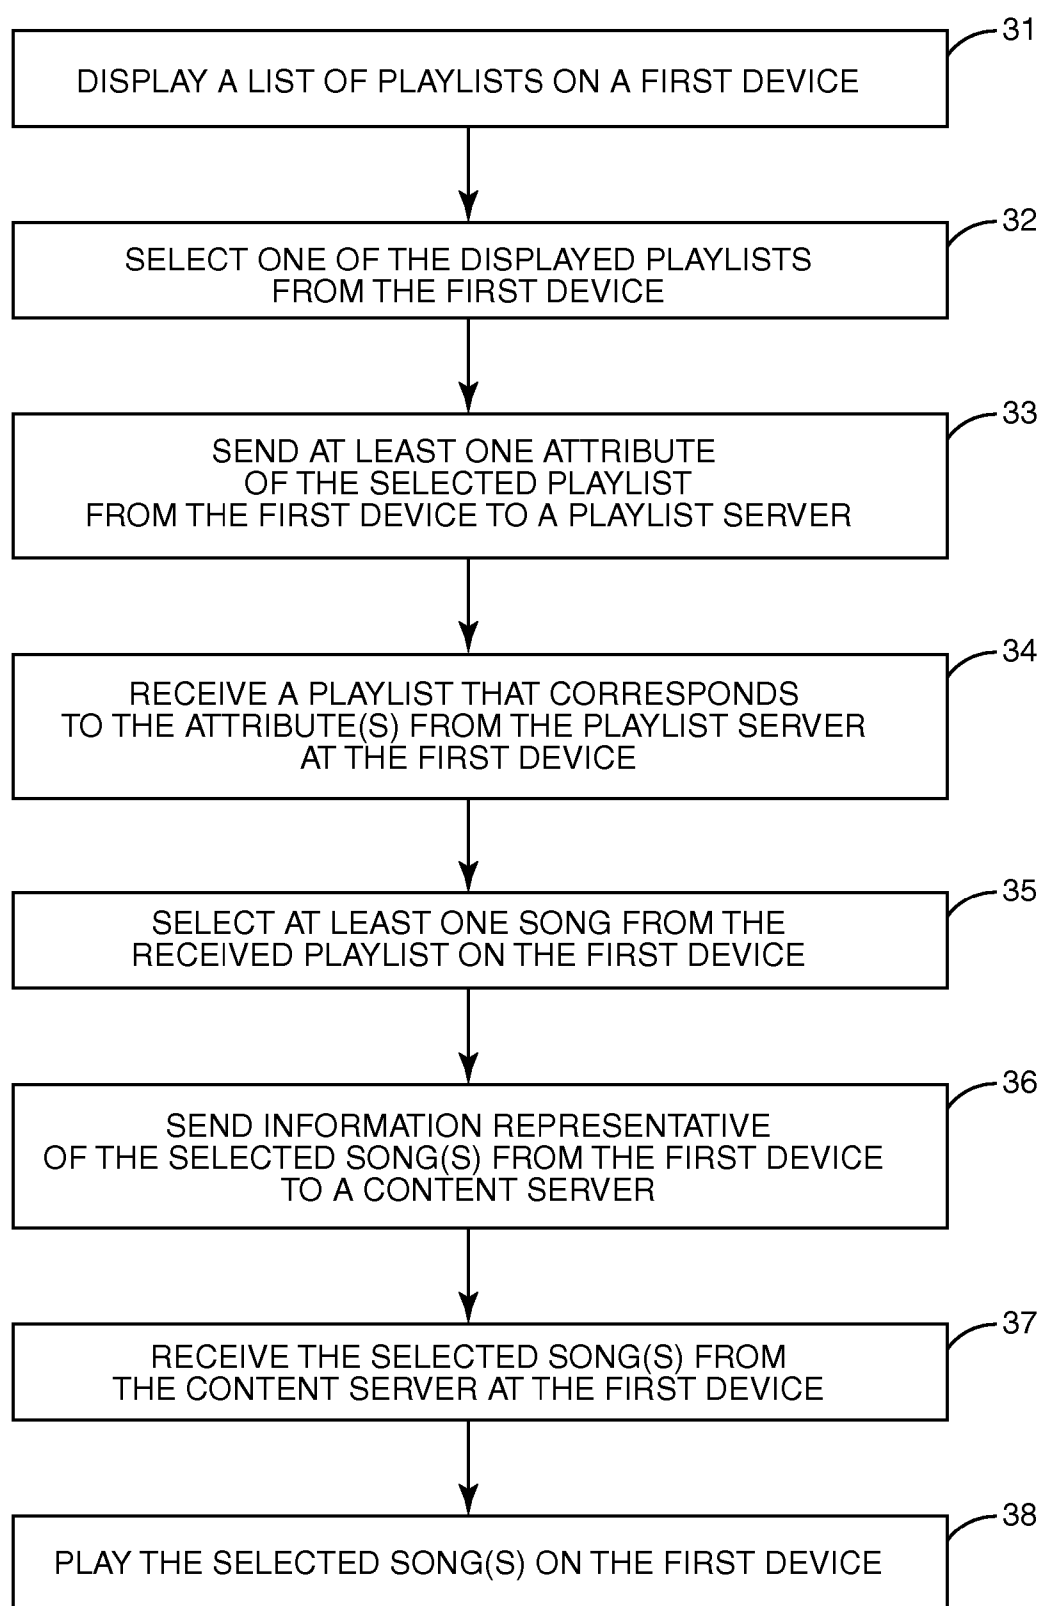 31
DISPLAY A LIST OF PLAYLISTS ON A FIRST DEVICE
32
SELECT ONE OF THE DISPLAYED PLAYLISTS
FROM THE FIRST DEVICE
33
SEND AT LEAST ONE ATTRIBUTE
OF THE SELECTED PLAYLIST
FROM THE FIRST DEVICE TO A PLAYLIST SERVER
34
RECEIVE A PLAYLIST THAT CORRESPONDS
TO THE ATTRIBUTE(S) FROM THE PLAYLIST SERVER
AT THE FIRST DEVICE
35
SELECT AT LEAST ONE SONG FROM THE
RECEIVED PLAYLIST ON THE FIRST DEVICE
36
SEND INFORMATION REPRESENTATIVE
OF THE SELECTED SONG(S) FROM THE FIRST DEVICE
TO A CONTENT SERVER
37
RECEIVE THE SELECTED SONG(S) FROM
THE CONTENT SERVER AT THE FIRST DEVICE
38
PLAY THE SELECTED SONG(S) ON THE FIRST DEVICE